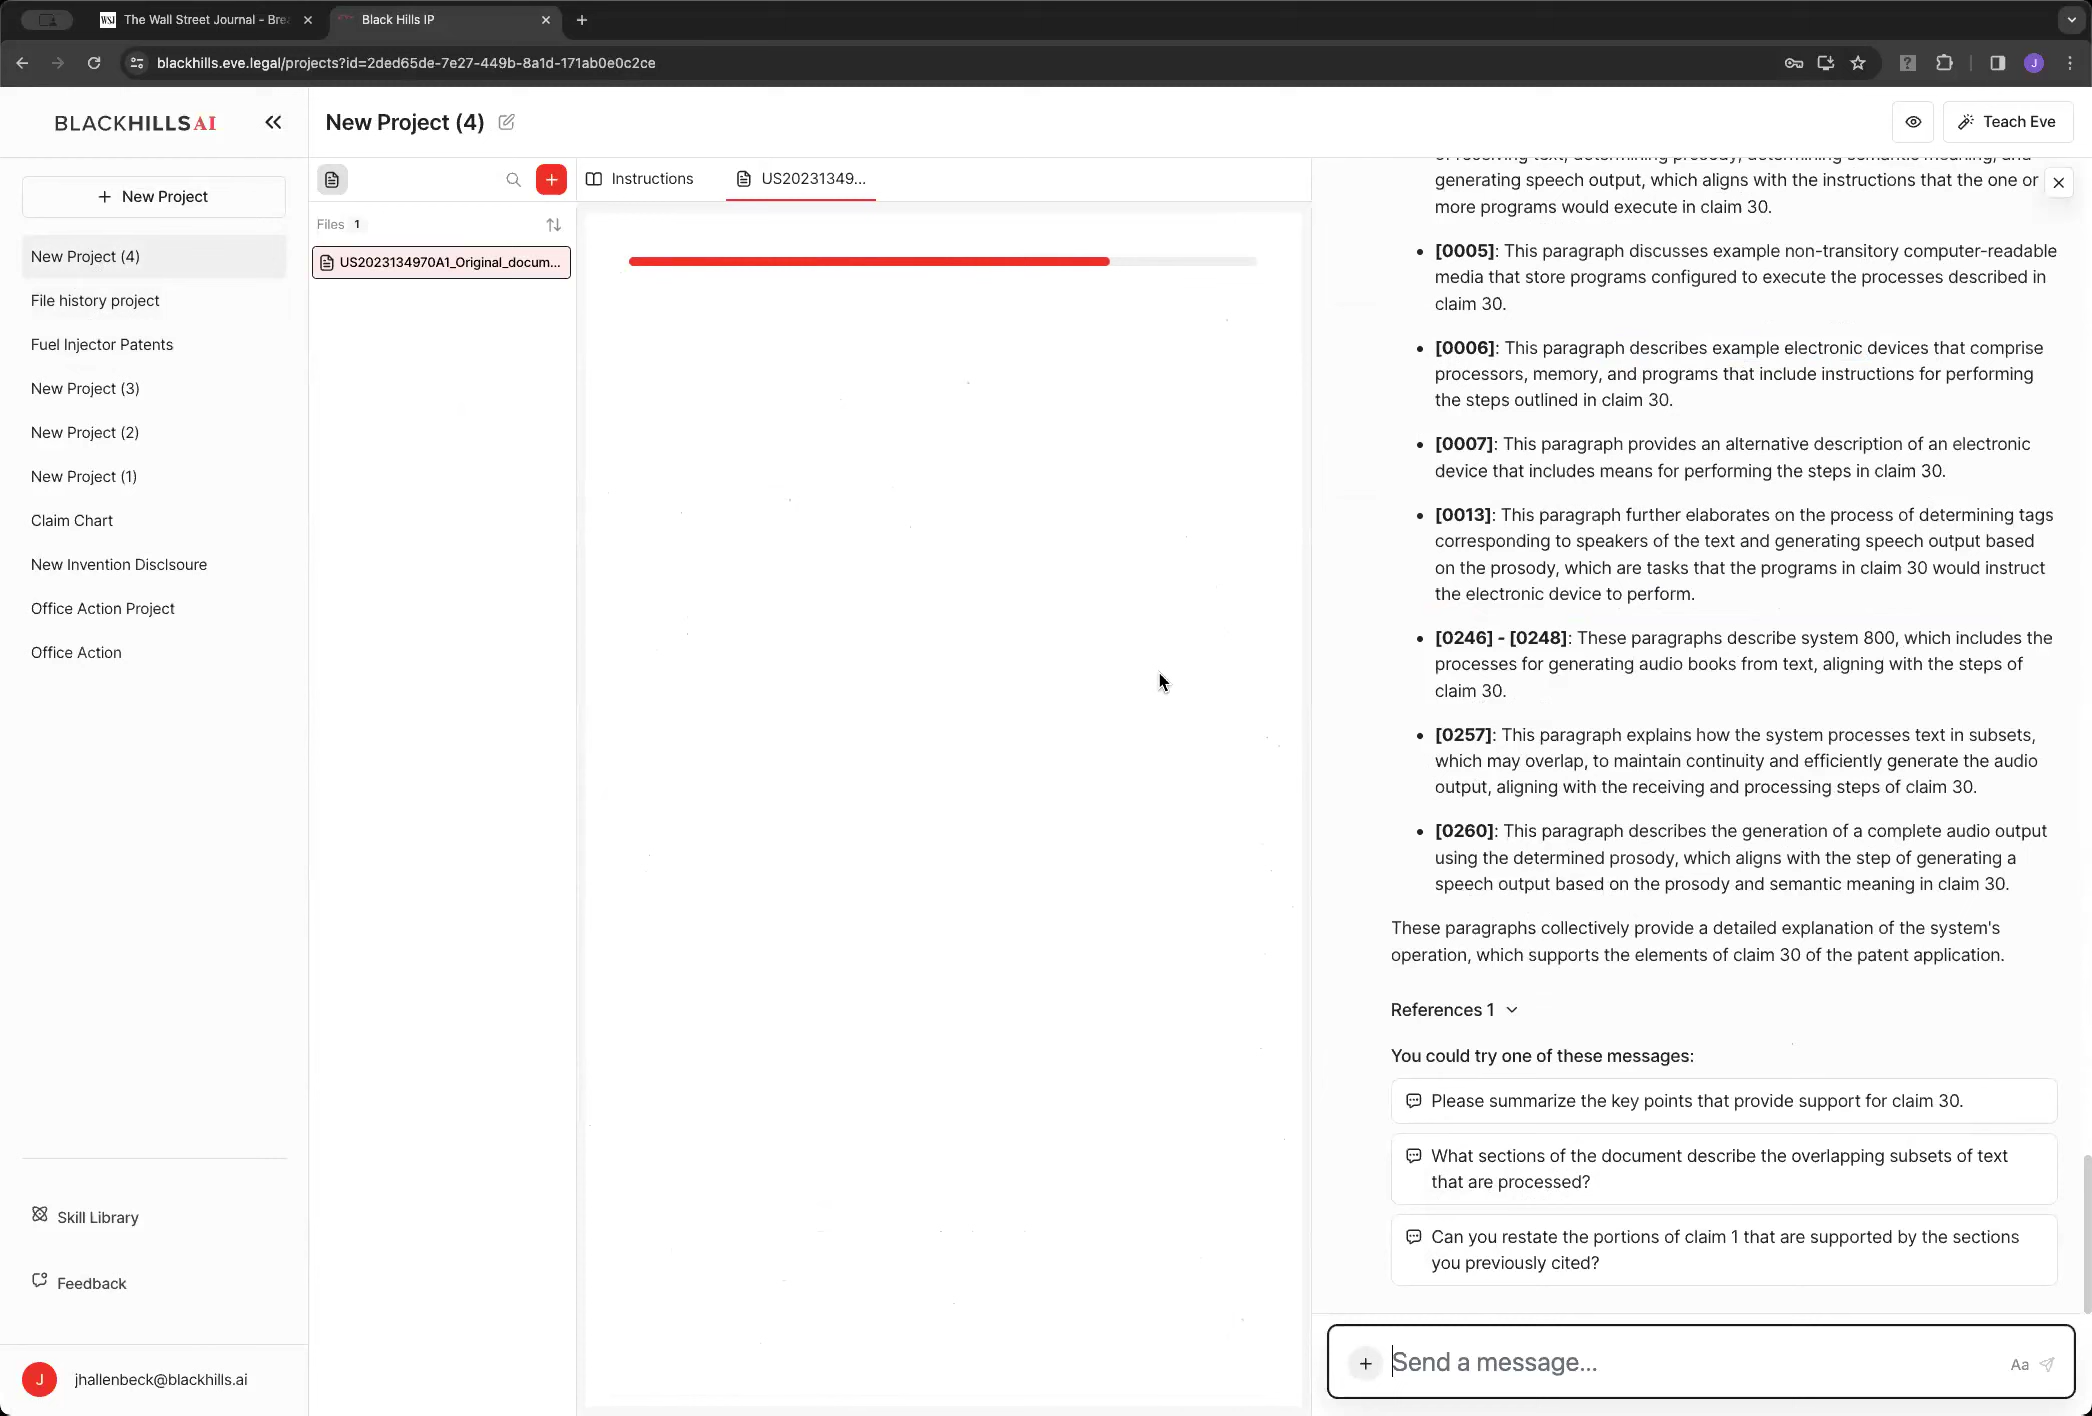 The Wall Street Journal - Bre
Black Hills IP
blackhills.eve.legal/projects?id=2ded65de-7e27-449b-8a1d-171ab0e0c2ce
J
BLACKHILLSAI
New Project (4)
Teach Eve
New Project
New Project (4)
File history project
Fuel Injector Patents
New Project (3)
New Project (2)
New Project (1)
Claim Chart
New Invention Disclsoure
Office Action Project
Office Action
Skill Library
Feedback
J
jhallenbeck@blackhills.ai
Files 1
US2023134970A1_Original_docum...
Instructions
US20231349...
of receiving text, determining prosody, determining semantic meaning, and
generating speech output, which aligns with the instructions that the one or
more programs would execute in claim 30.
• [0005]: This paragraph discusses example non-transitory computer-readable
media that store programs configured to execute the processes described in
claim 30.
• [0006]: This paragraph describes example electronic devices that comprise
processors, memory, and programs that include instructions for performing
the steps outlined in claim 30.
• [0007]: This paragraph provides an alternative description of an electronic
device that includes means for performing the steps in claim 30.
• [0013]: This paragraph further elaborates on the process of determining tags
corresponding to speakers of the text and generating speech output based
on the prosody, which are tasks that the programs in claim 30 would instruct
the electronic device to perform.
• [0246] - [0248]: These paragraphs describe system 800, which includes the
processes for generating audio books from text, aligning with the steps of
claim 30.
• [0257]: This paragraph explains how the system processes text in subsets,
which may overlap, to maintain continuity and efficiently generate the audio
output, aligning with the receiving and processing steps of claim 30.
• [0260]: This paragraph describes the generation of a complete audio output
using the determined prosody, which aligns with the step of generating a
speech output based on the prosody and semantic meaning in claim 30.
These paragraphs collectively provide a detailed explanation of the system's
operation, which supports the elements of claim 30 of the patent application.
References 1
You could try one of these messages:
Please summarize the key points that provide support for claim 30.
What sections of the document describe the overlapping subsets of text
that are processed?
Can you restate the portions of claim 1 that are supported by the sections
you previously cited?
Send a message...
Aa